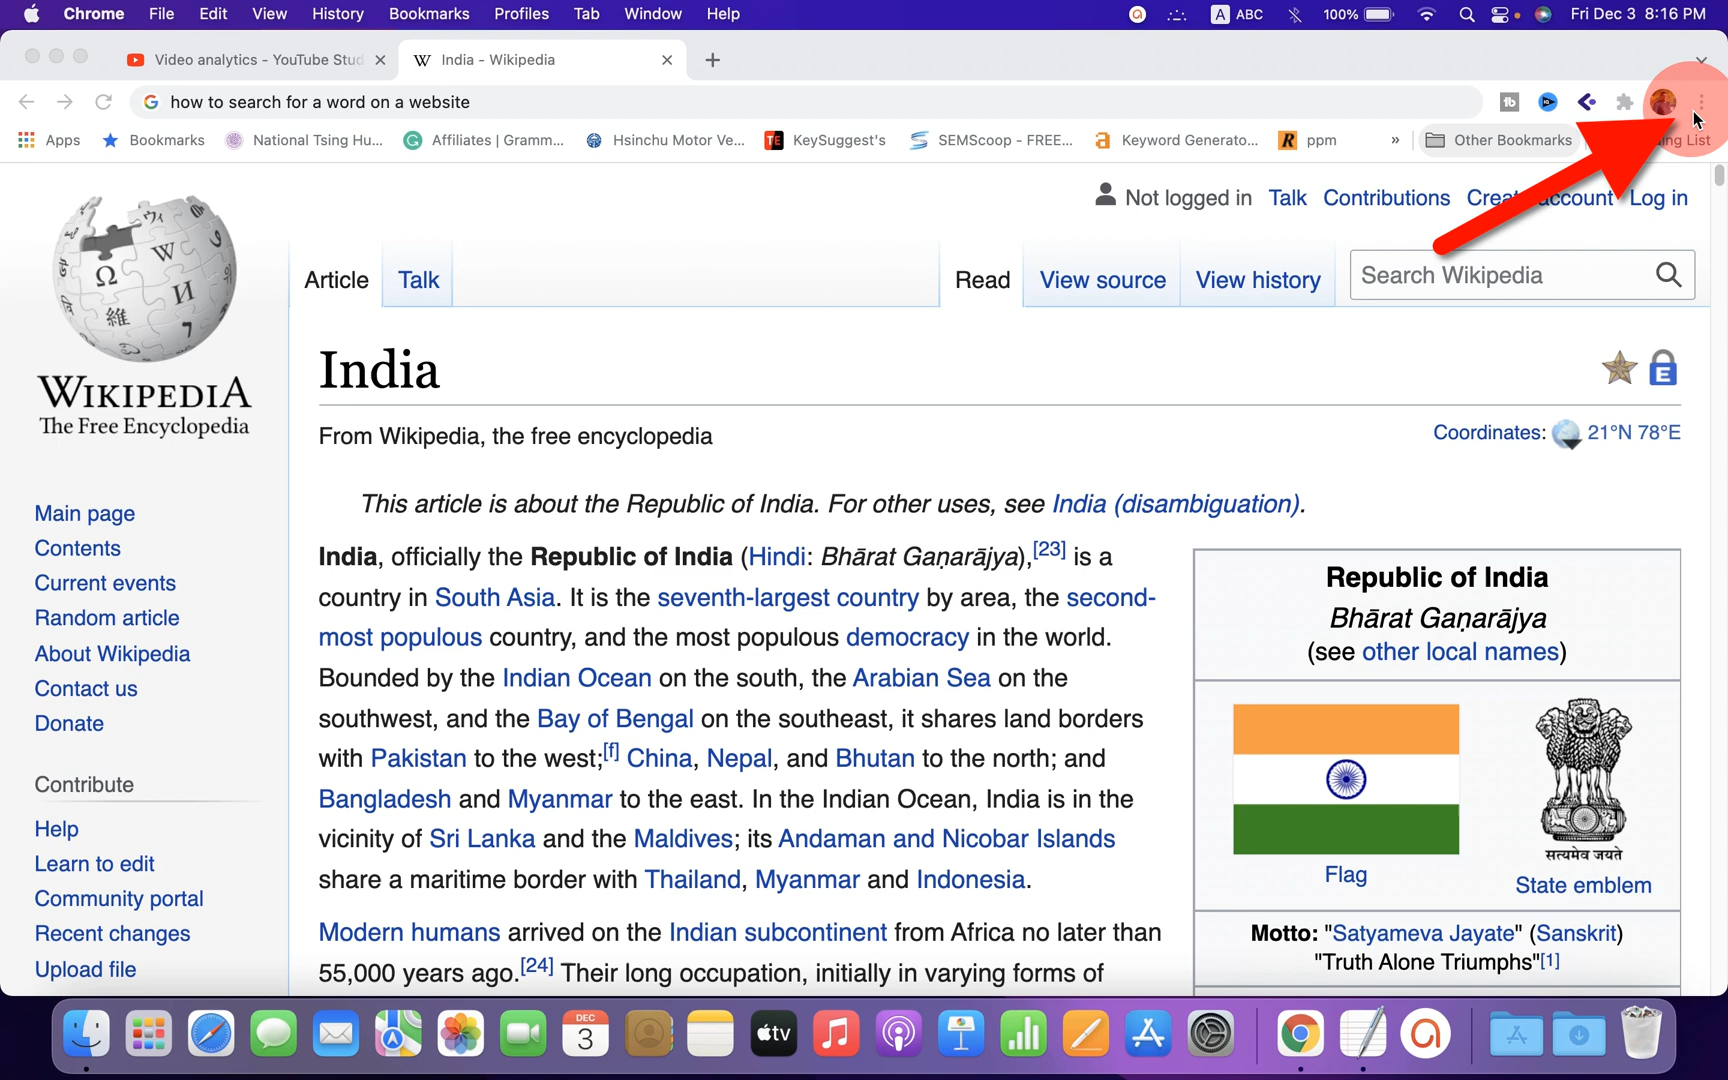 Chrome File Edit View History Bookmarks Profiles Tab Window Help
A ABC 100% Fri Dec 3 8:16 PM
Video analytics - YouTube Stud
W India - Wikipedia
how to search for a word on a website
Apps Bookmarks National Tsing Hu... Affiliates | Gramm... Hsinchu Motor Ve... KeySuggest's SEMScoop - FREE... Keyword Generato... ppm » Other Bookmarks List
Not logged in Talk Contributions Create account Log in
Article Talk
Read View source View history Search Wikipedia
WIKIPEDIA
The Free Encyclopedia
Main page
Contents
Current events
Random article
About Wikipedia
Contact us
Donate
Contribute
Help
Learn to edit
Community portal
Recent changes
Upload file
India
From Wikipedia, the free encyclopedia
Coordinates: 21°N 78°E
This article is about the Republic of India. For other uses, see India (disambiguation).
India, officially the Republic of India (Hindi: Bhārat Gaṇarājya),[23] is a
country in South Asia. It is the seventh-largest country by area, the second-
most populous country, and the most populous democracy in the world.
Bounded by the Indian Ocean on the south, the Arabian Sea on the
southwest, and the Bay of Bengal on the southeast, it shares land borders
with Pakistan to the west;[f] China, Nepal, and Bhutan to the north; and
Bangladesh and Myanmar to the east. In the Indian Ocean, India is in the
vicinity of Sri Lanka and the Maldives; its Andaman and Nicobar Islands
share a maritime border with Thailand, Myanmar and Indonesia.
Modern humans arrived on the Indian subcontinent from Africa no later than
55,000 years ago.[24] Their long occupation, initially in varying forms of
Republic of India
Bhārat Gaṇarājya
(see other local names)
सत्यमेव जयते
Flag
State emblem
Motto: "Satyameva Jayate" (Sanskrit)
"Truth Alone Triumphs"[1]
DEC
3
tv